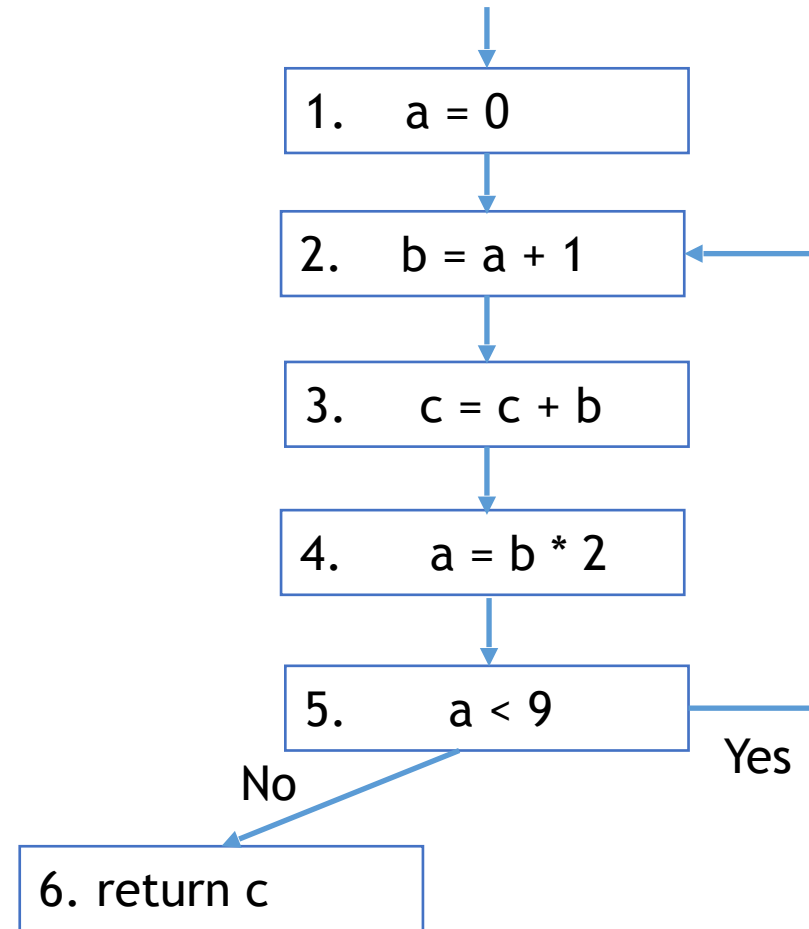 1. a = 0
2. b = a + 1
3. c = c + b
4. a = b * 2
5. a < 9
Yes
No
6. return c